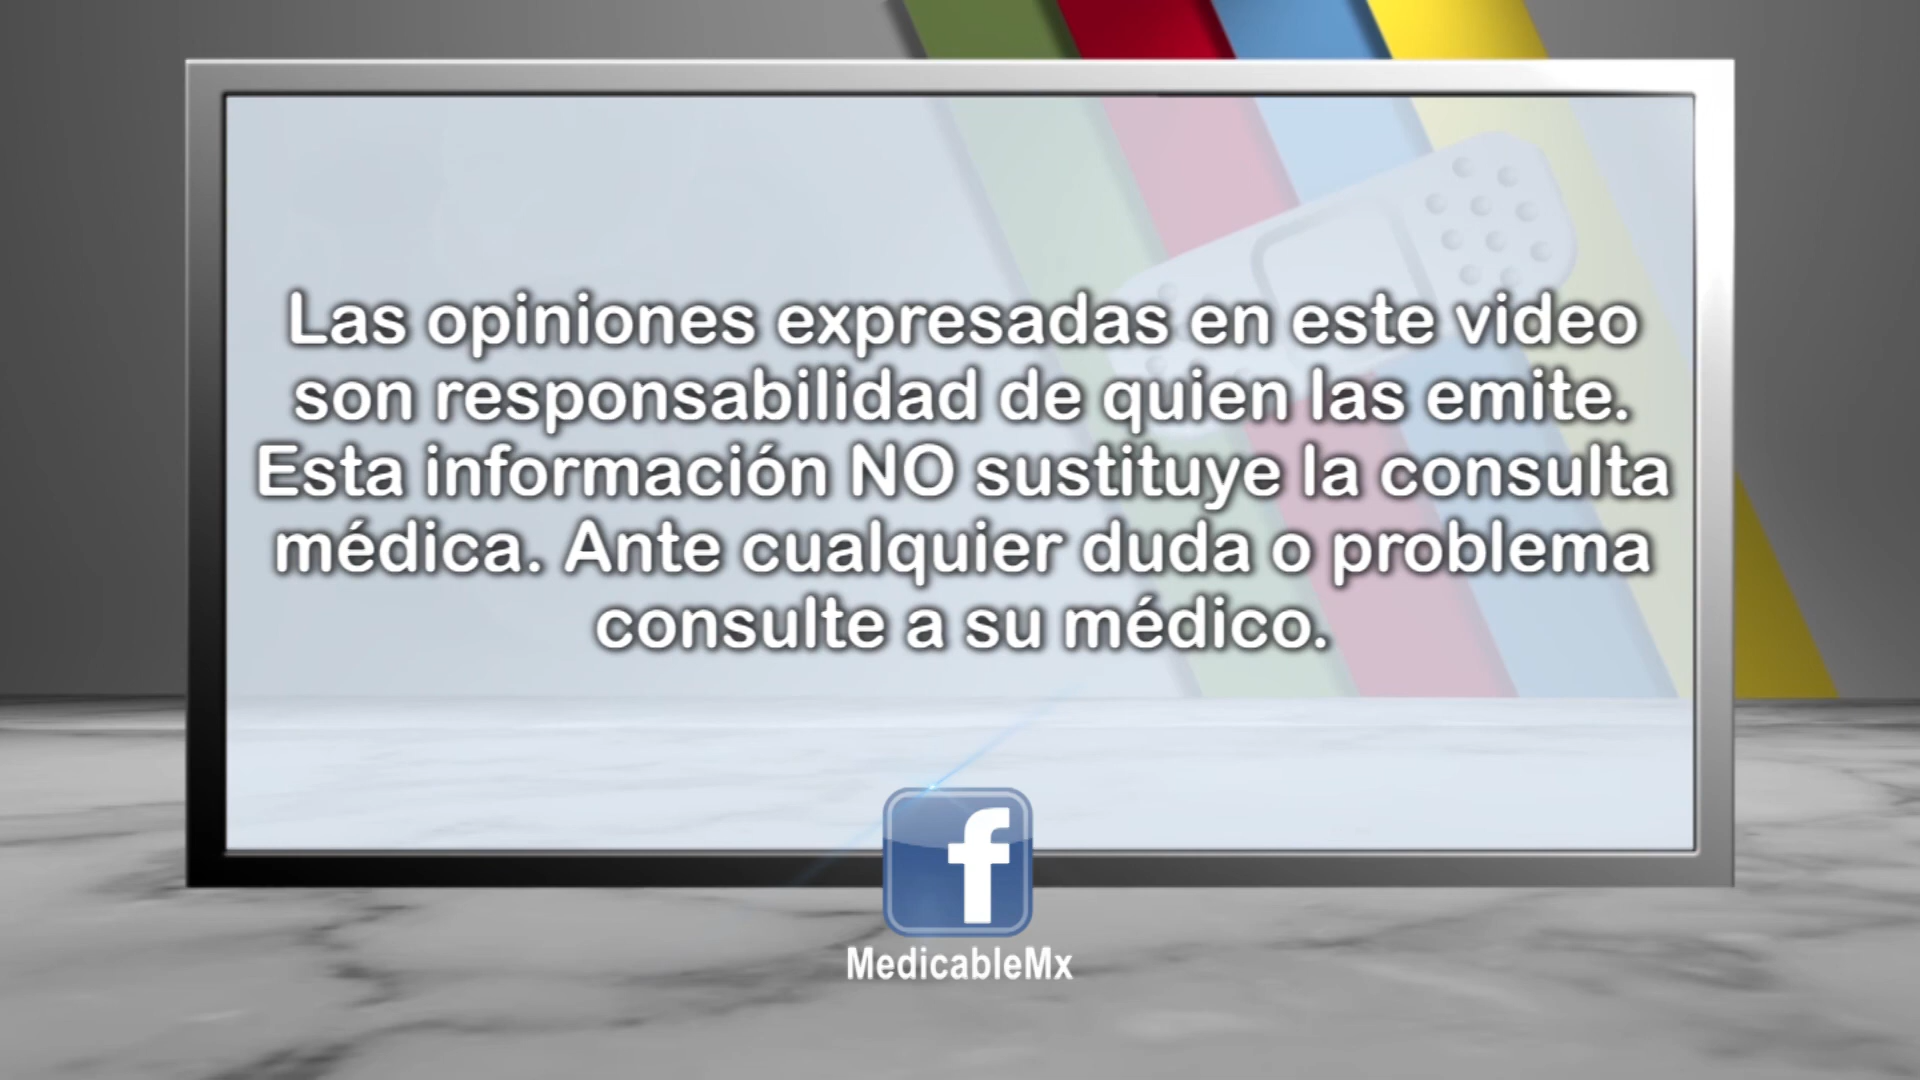 Las opiniones expresadas en este video
son responsabilidad de quien las emite.
Esta información NO sustituye la consulta
médica. Ante cualquier duda o problema
consulte a su médico.
f
MedicableMx